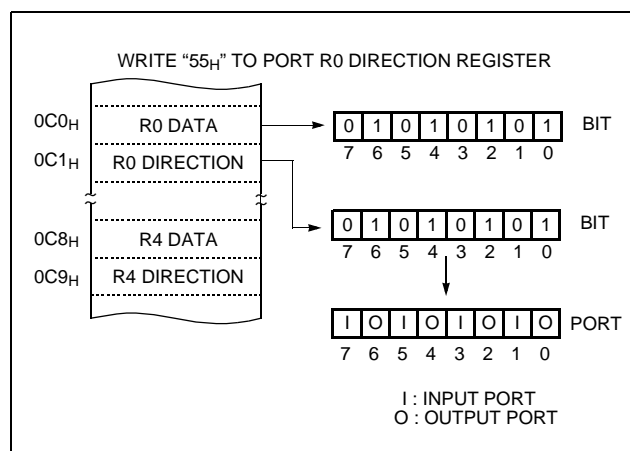 WRITE “55H” TO PORT R0 DIRECTION REGISTER
0C0H R0 DATA 0 1 0 1 0 1 0 1 BIT
7 6 5 4 3 2 1 0
0C1H R0 DIRECTION
0 1 0 1 0 1 0 1 BIT
7 6 5 4 3 2 1 0
0C8H R4 DATA
0C9H R4 DIRECTION
I O I O I O I O PORT
7 6 5 4 3 2 1 0
I : INPUT PORT
O : OUTPUT PORT